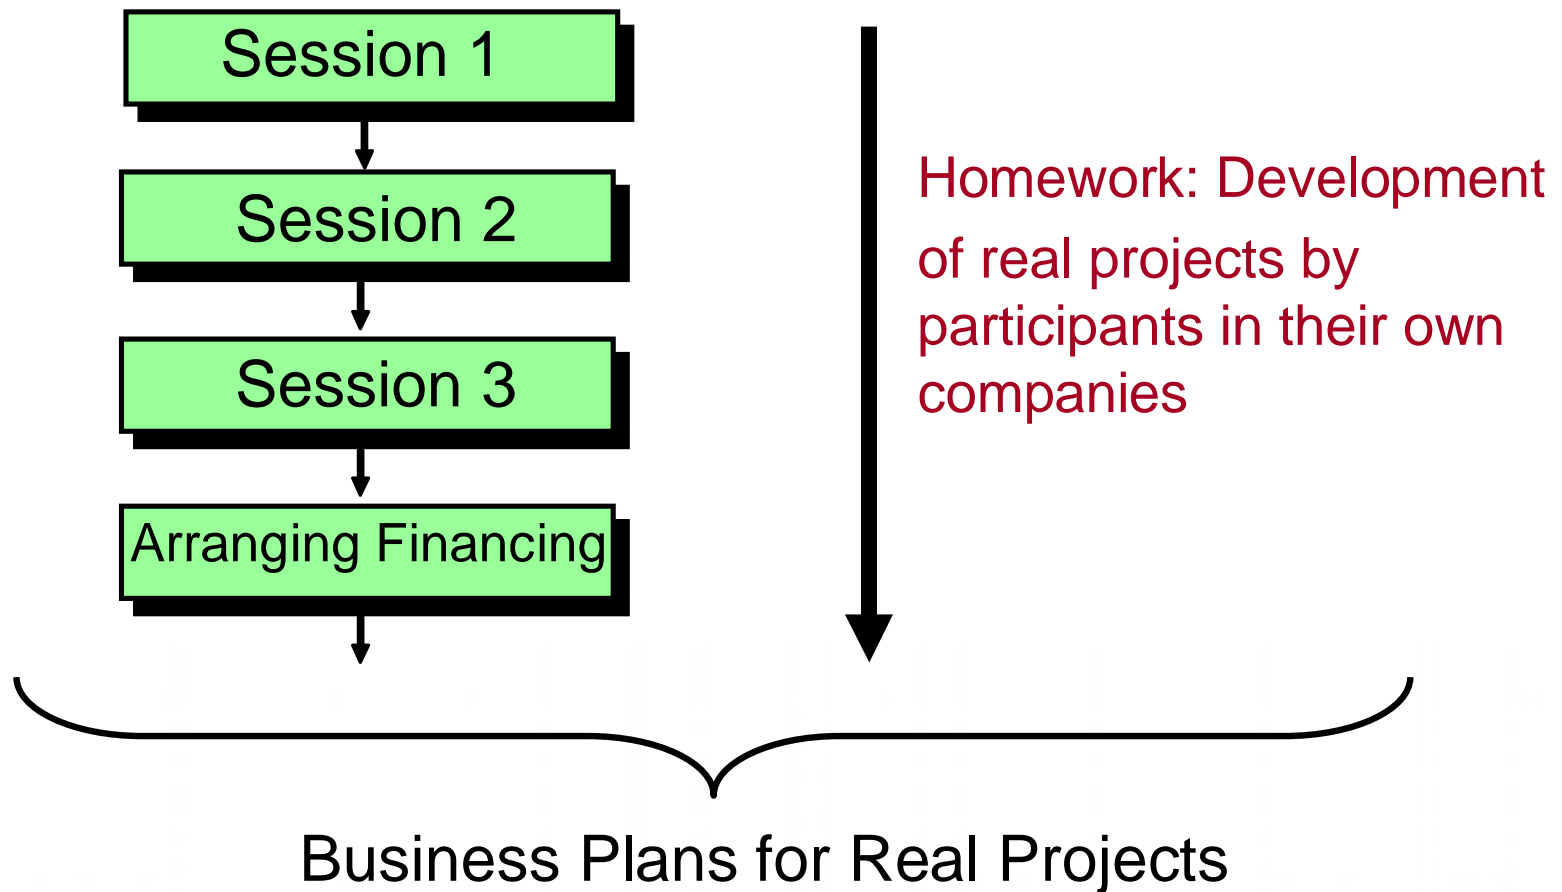 Session 1
Session 2
Session 3
Arranging Financing
Homework: Development
of real projects by
participants in their own
companies
Business Plans for Real Projects